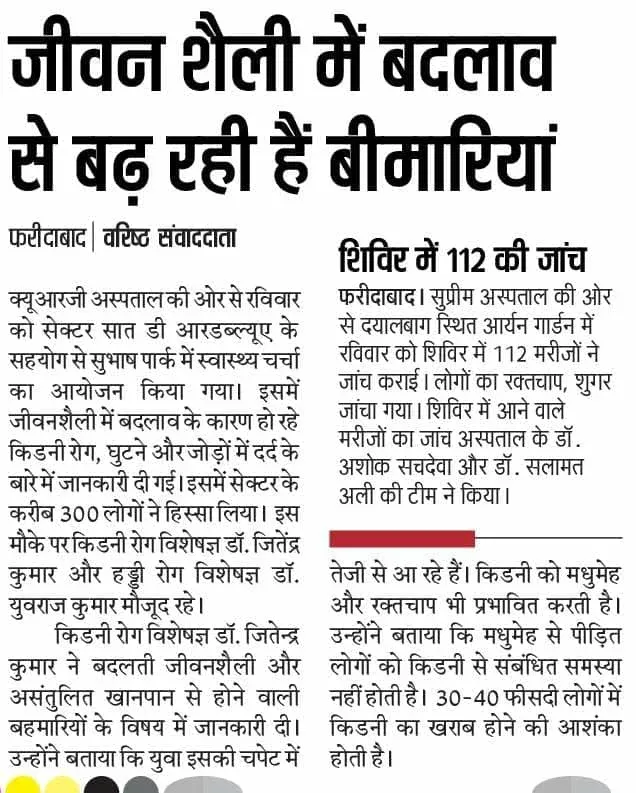 जीवन शैली में बदलाव
से बढ़ रही हैं बीमारियां
फरीदाबाद | वरिष्ठ संवाददाता
क्यूआरजी अस्पताल की ओर से रविवार
को सेक्टर सात डी आरडब्ल्यूए के
सहयोग से सुभाष पार्क में स्वास्थ्य चर्चा
का आयोजन किया गया। इसमें
जीवनशैली में बदलाव के कारण हो रहे
किडनी रोग, घुटने और जोड़ों में दर्द के
बारे में जानकारी दी गई। इसमें सेक्टर के
करीब 300 लोगों ने हिस्सा लिया। इस
मौके पर किडनी रोग विशेषज्ञ डॉ. जितेंद्र
कुमार और हड्डी रोग विशेषज्ञ डॉ.
युवराज कुमार मौजूद रहे।
किडनी रोग विशेषज्ञ डॉ. जितेन्द्र
कुमार ने बदलती जीवनशैली और
असंतुलित खानपान से होने वाली
बहमारियों के विषय में जानकारी दी।
उन्होंने बताया कि युवा इसकी चपेट में
शिविर में 112 की जांच
फरीदाबाद। सुप्रीम अस्पताल की ओर
से दयालबाग स्थित आर्यन गार्डन में
रविवार को शिविर में 112 मरीजों ने
जांच कराई। लोगों का रक्तचाप, शुगर
जांचा गया। शिविर में आने वाले
मरीजों का जांच अस्पताल के डॉ.
अशोक सचदेवा और डॉ. सलामत
अली की टीम ने किया।
तेजी से आ रहे हैं। किडनी को मधुमेह
और रक्तचाप भी प्रभावित करती है।
उन्होंने बताया कि मधुमेह से पीड़ित
लोगों को किडनी से संबंधित समस्या
नहीं होती है। 30-40 फीसदी लोगों में
किडनी का खराब होने की आशंका
होती है।